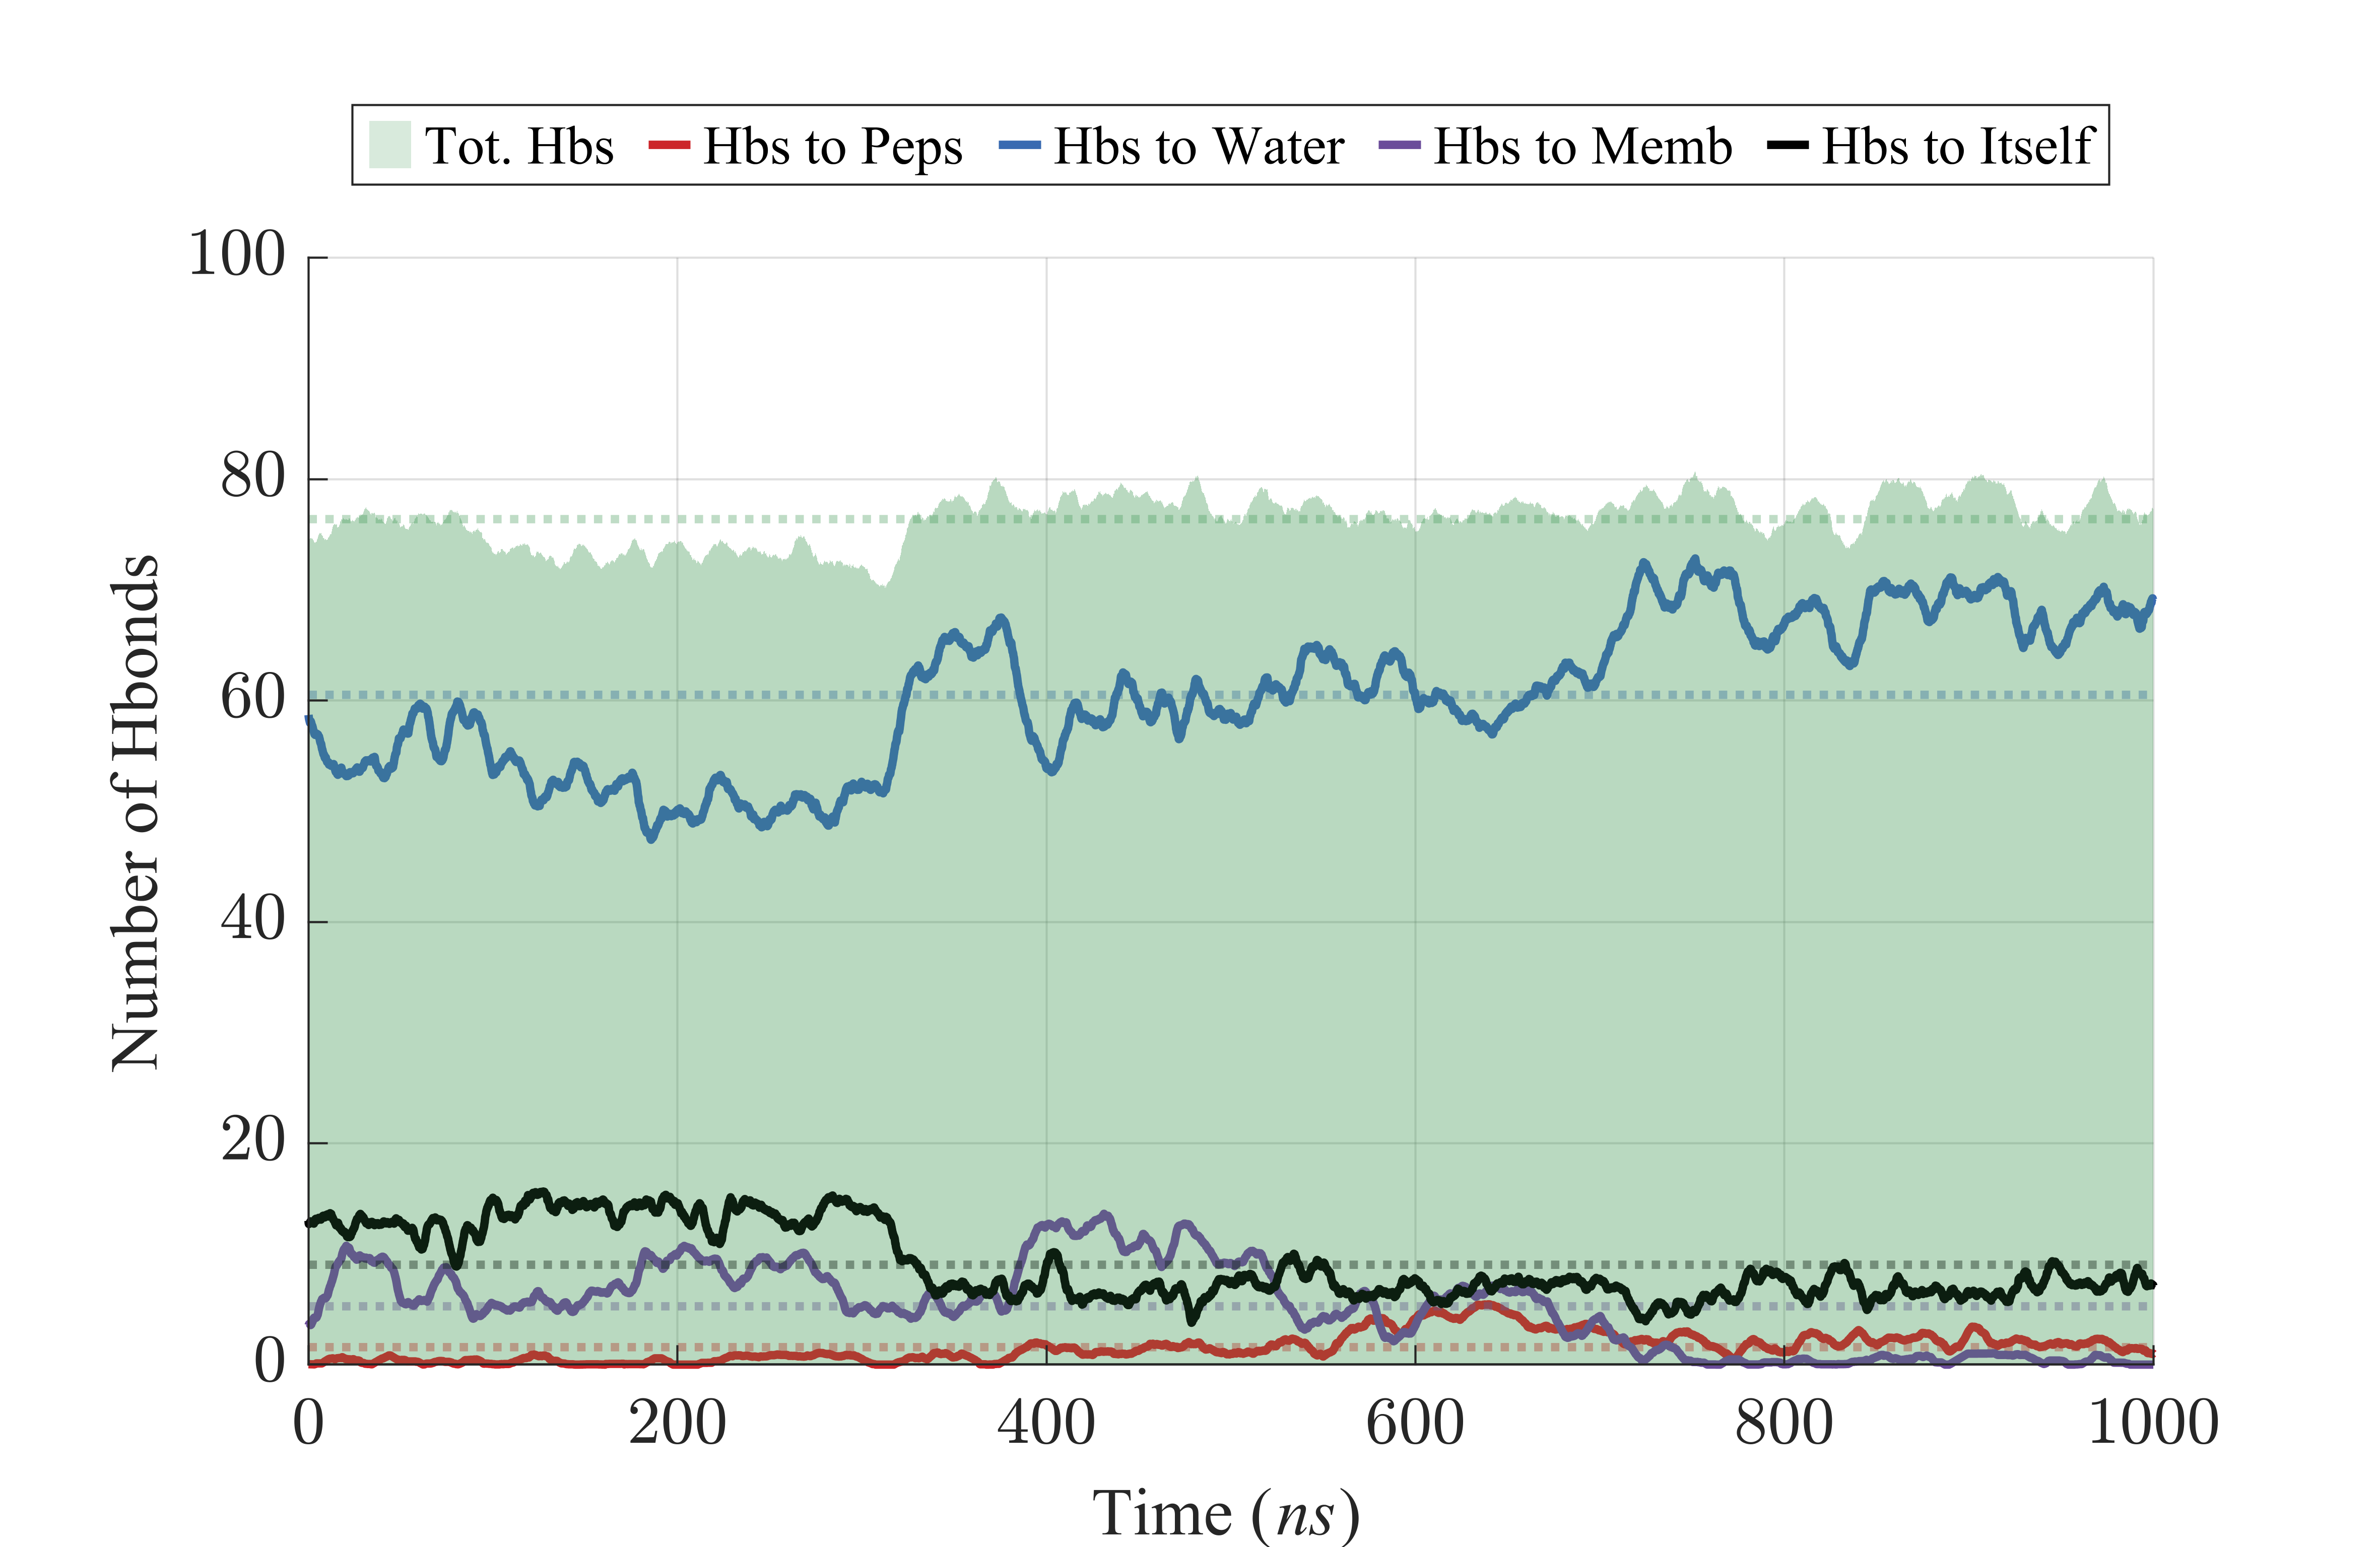 Tot. Hbs Hbs to Peps Hbs to Water Hbs to Memb Hbs to Itself
100
80
60
40
20
0
Number of Hbonds
0 200 400 600 800 1000
Time (ns)